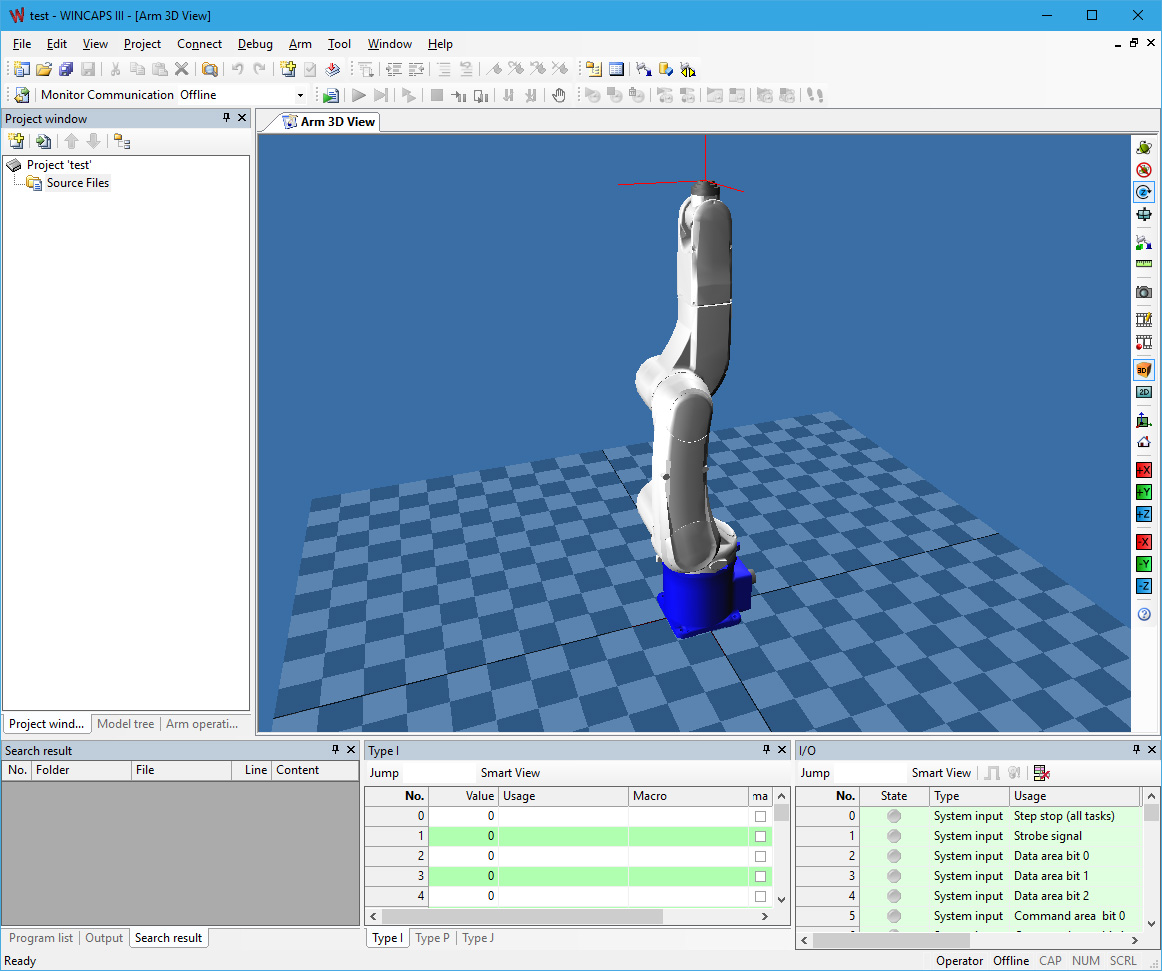 test - WINCAPS III - [Arm 3D View]
File Edit View Project Connect Debug Arm Tool Window Help
Monitor Communication Offline
Project window
Arm 3D View
Project 'test'
Source Files
3D
2D
+X
+Y
+Z
-X
-Y
-Z
Project wind... Model tree Arm operati...
Search result
No. Folder File Line Content
Program list Output Search result
Type I
Jump Smart View
No. Value Usage Macro ma
0 0
1 0
2 0
3 0
4 0
Type I Type P Type J
I/O
Jump Smart View
No. State Type Usage
0 System input Step stop (all tasks)
1 System input Strobe signal
2 System input Data area bit 0
3 System input Data area bit 1
4 System input Data area bit 2
5 System input Command area bit 0
Ready Operator Offline CAP NUM SCRL